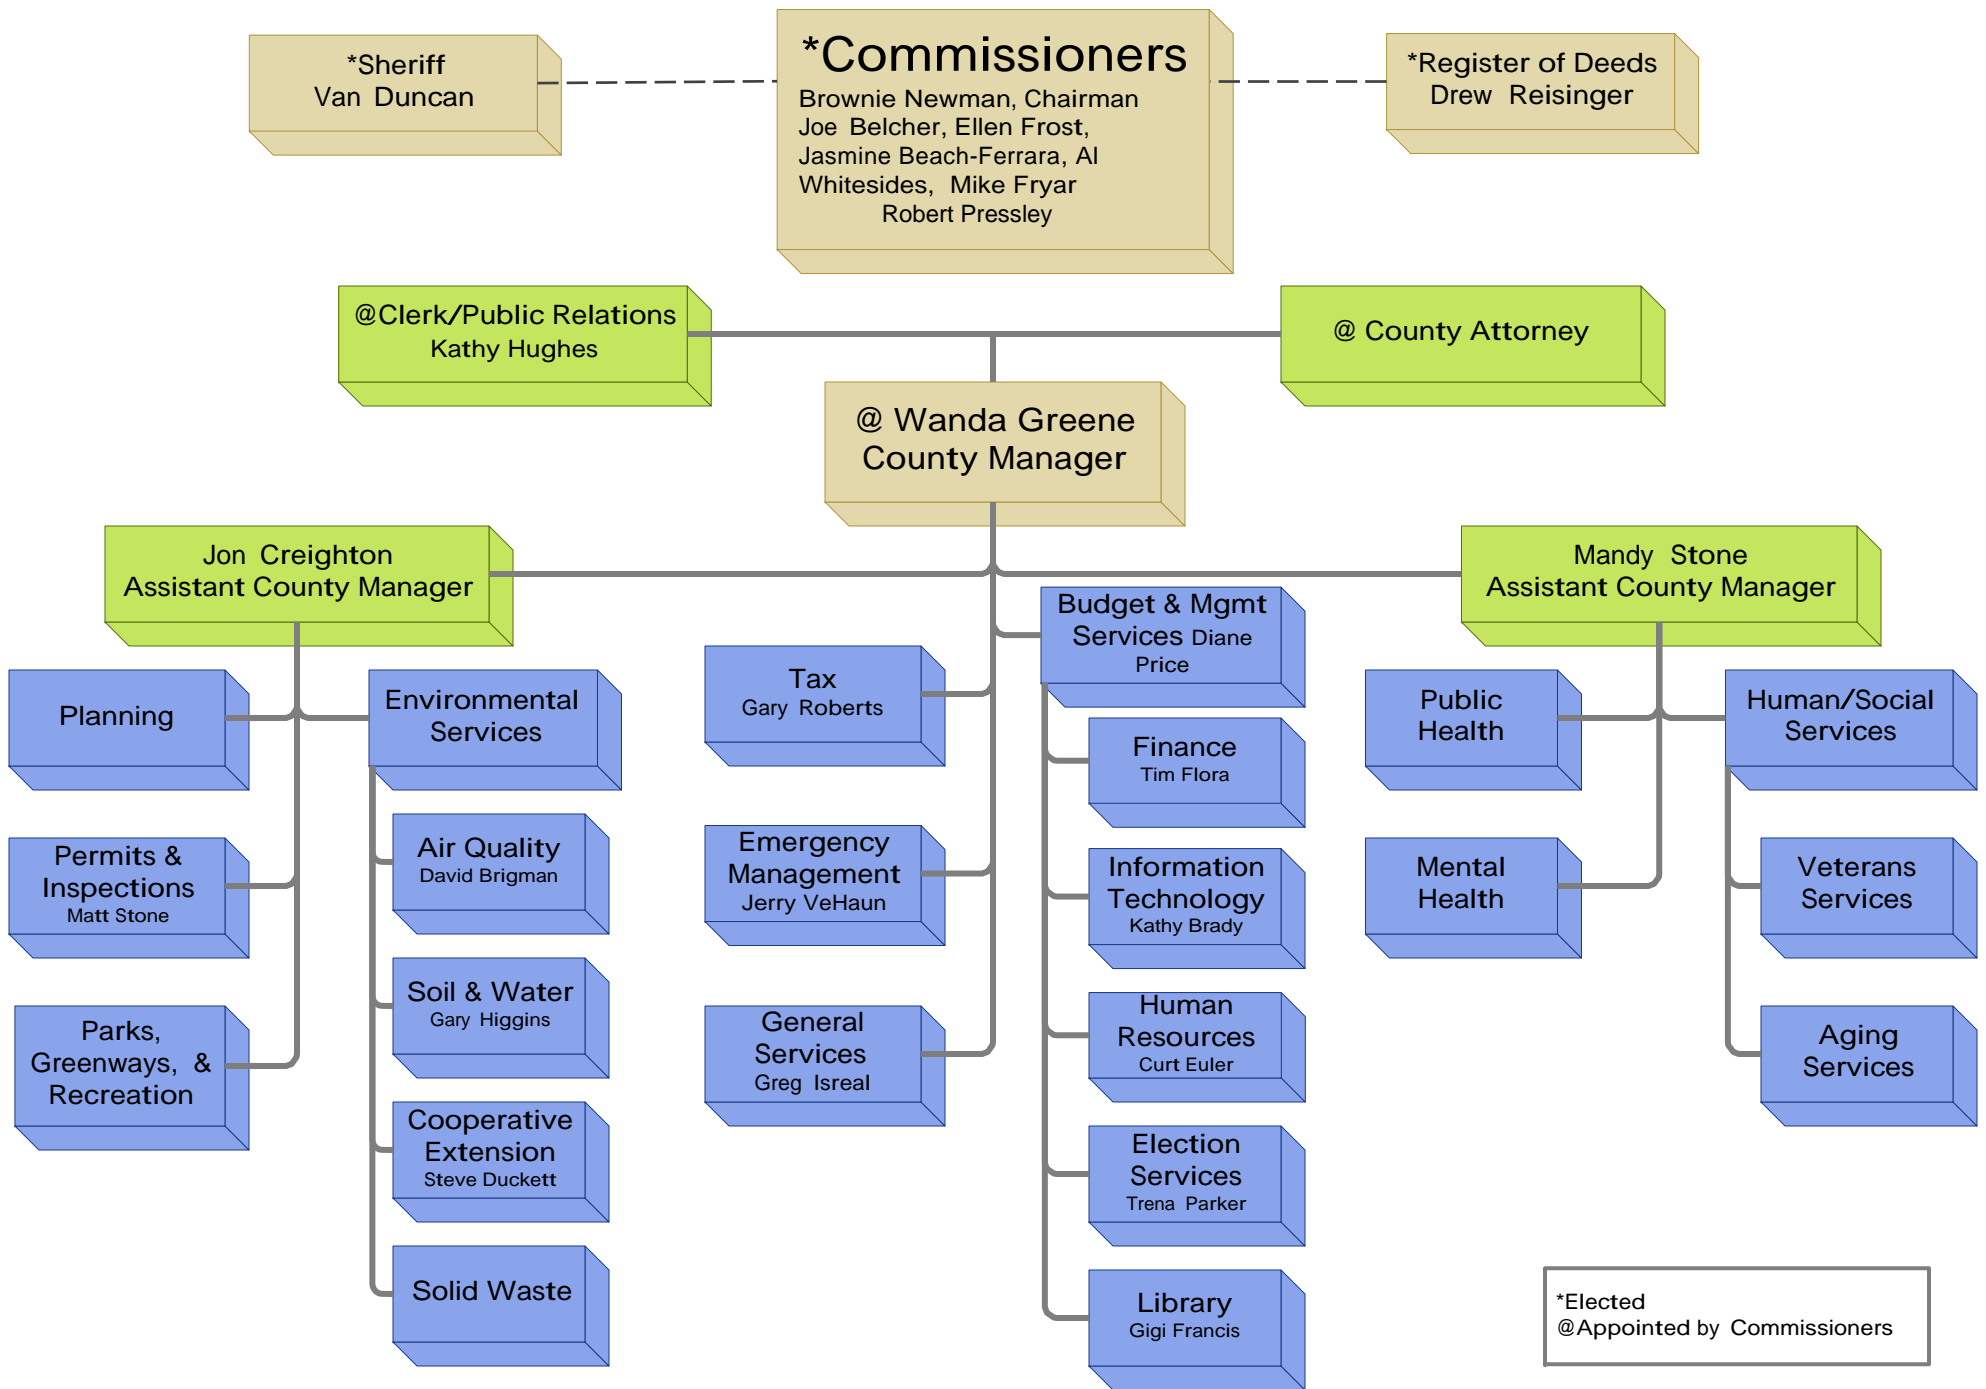 *Sheriff
Van Duncan
*Commissioners
Brownie Newman, Chairman
Joe Belcher, Ellen Frost,
Jasmine Beach-Ferrara, Al
Whitesides, Mike Fryar
Robert Pressley
*Register of Deeds
Drew Reisinger
@Clerk/Public Relations
Kathy Hughes
@ County Attorney
@ Wanda Greene
County Manager
Jon Creighton
Assistant County Manager
Mandy Stone
Assistant County Manager
Planning
Environmental
Services
Permits &
Inspections
Matt Stone
Air Quality
David Brigman
Soil & Water
Gary Higgins
Parks,
Greenways, &
Recreation
Cooperative
Extension
Steve Duckett
Solid Waste
Tax
Gary Roberts
Emergency
Management
Jerry VeHaun
General
Services
Greg Isreal
Budget & Mgmt
Services Diane
Price
Finance
Tim Flora
Information
Technology
Kathy Brady
Human
Resources
Curt Euler
Election
Services
Trena Parker
Library
Gigi Francis
Public
Health
Human/Social
Services
Mental
Health
Veterans
Services
Aging
Services
*Elected
@Appointed by Commissioners